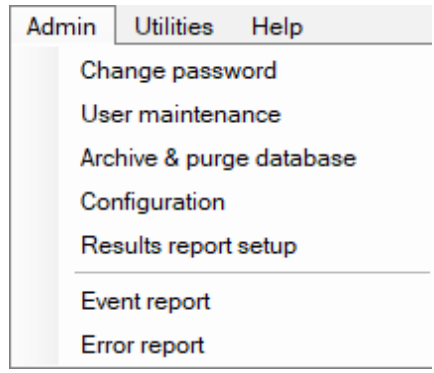 Admin Utilities Help
Change password
User maintenance
Archive & purge database
Configuration
Results report setup
Event report
Error report